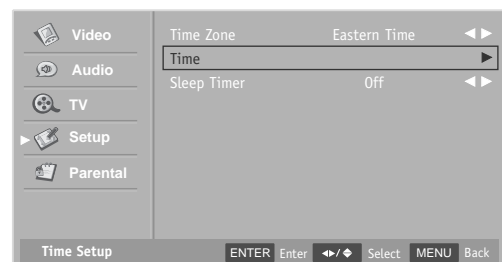 Video
Audio
TV
Setup
Parental
Time Zone Eastern Time
Time
Sleep Timer Off
Time Setup ENTER Enter Select MENU Back